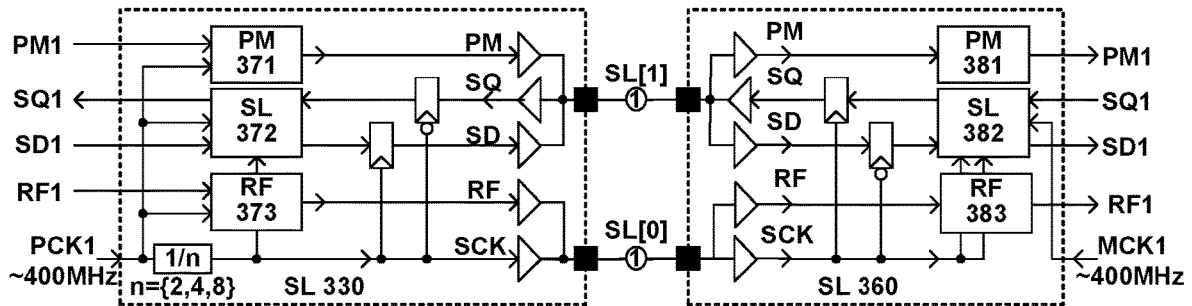 PM1
SQ1
SD1
RF1
PCK1
~400MHz
PM
371
SL
372
RF
373
1/n
n={2,4,8}
SL 330
PM
SQ
SD
RF
SCK
SL[1]
1
SL[0]
1
PM
SQ
SD
RF
SCK
PM
381
SL
382
RF
383
SL 360
PM1
SQ1
SD1
RF1
MCK1
~400MHz